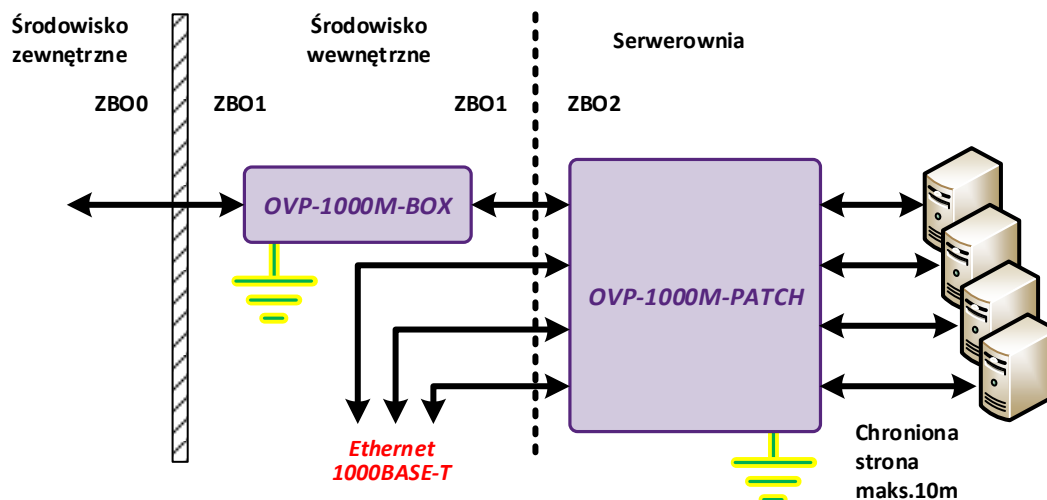 Środowisko
zewnętrzne
Środowisko
wewnętrzne
Serwerownia
ZBO0
ZBO1
ZBO1
ZBO2
OVP-1000M-BOX
OVP-1000M-PATCH
Ethernet
1000BASE-T
Chroniona
strona
maks.10m